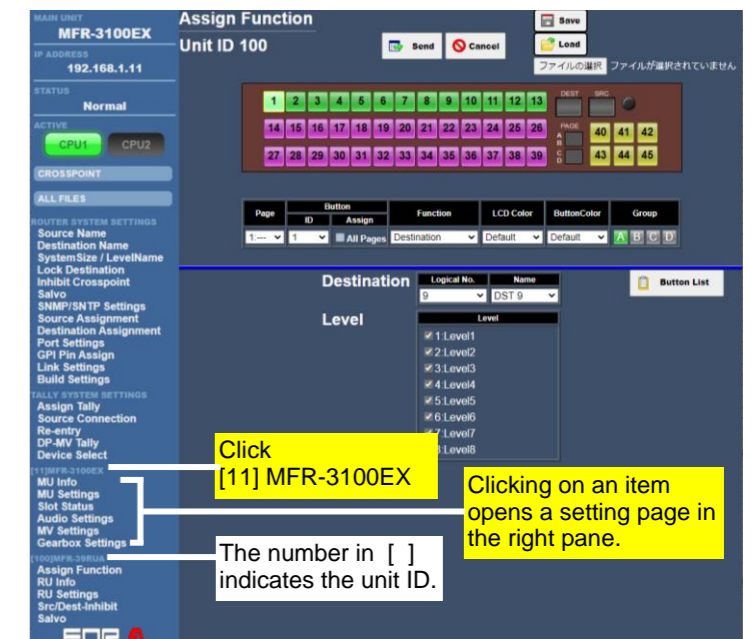 MAIN UNIT
MFR-3100EX
IP ADDRESS
192.168.1.11
STATUS
Normal
ACTIVE
CPU1 CPU2
CROSSPOINT
ALL FILES
ROUTER SYSTEM SETTINGS
Source Name
Destination Name
SystemSize / LevelName
Lock Destination
Inhibit Crosspoint
Salvo
SNMP/SNTP Settings
Source Assignment
Destination Assignment
Port Settings
GPI Pin Assign
Link Settings
Build Settings
TALLY SYSTEM SETTINGS
Assign Tally
Source Connection
Re-entry
DP-MV Tally
Device Select
[11]MFR-3100EX
MU Info
MU Settings
Slot Status
Audio Settings
MV Settings
Gearbox Settings
[100]MFR-39RUA
Assign Function
RU Info
RU Settings
Src/Dest-Inhibit
Salvo
Assign Function
Unit ID 100
Send Cancel
Save
Load
ファイルの選択 ファイルが選択されていません
1 2 3 4 5 6 7 8 9 10 11 12 13 DEST SRC
14 15 16 17 18 19 20 21 22 23 24 25 26 PAGE A B 40 41 42
27 28 29 30 31 32 33 34 35 36 37 38 39 C D 43 44 45
Page Button Function LCD Color ButtonColor Group
ID Assign
1:--- 1 All Pages Destination Default Default A B C D
Destination Logical No. Name
9 DST 9
Button List
Level Level
1:Level1
2:Level2
3:Level3
4:Level4
5:Level5
6:Level6
7:Level7
:Level8
Click
[11] MFR-3100EX
Clicking on an item
opens a setting page in
the right pane.
The number in [ ]
indicates the unit ID.